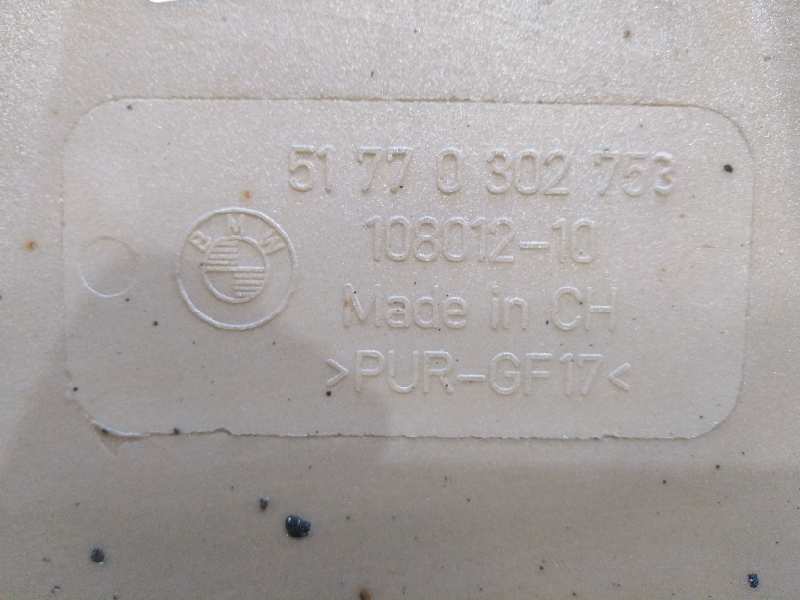 51 77 0 302 753
108012-10
BMW
Made in CH
>PUR-GF17<